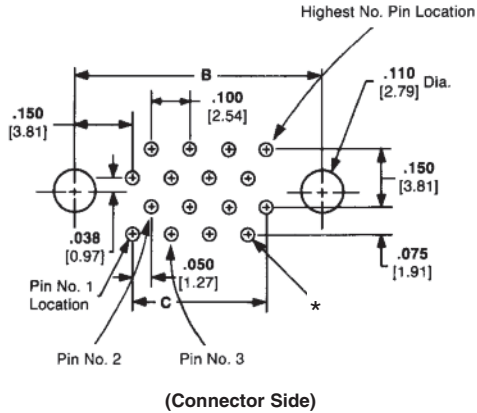 Highest No. Pin Location
B
.110 Dia.
[2.79]
.150
[3.81]
.100
[2.54]
.150
[3.81]
.038
[0.97]
.075
[1.91]
.050
[1.27]
Pin No. 1
Location
C
*
Pin No. 2
Pin No. 3
(Connector Side)